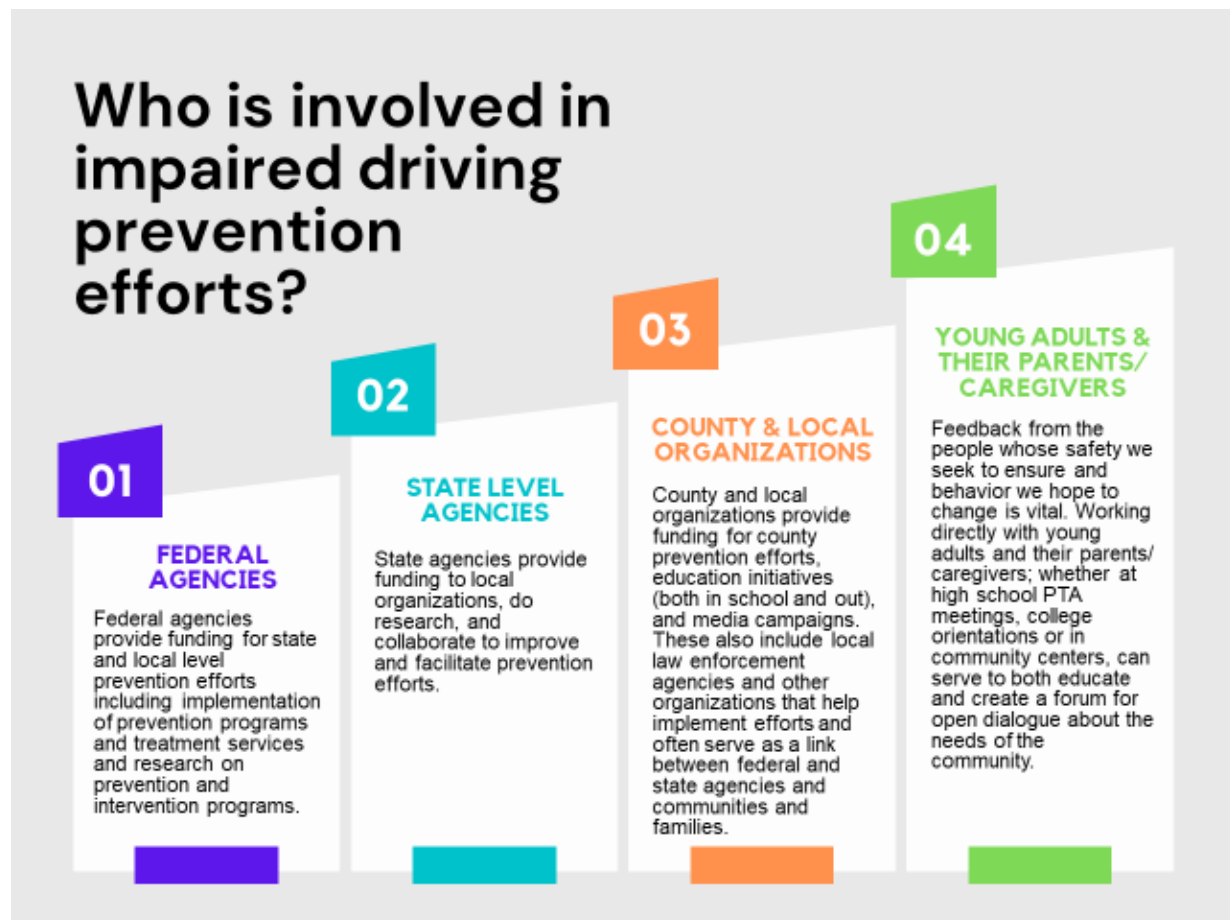 Who is involved in
impaired driving
prevention
efforts?
01
FEDERAL
AGENCIES
Federal agencies
provide funding for state
and local level
prevention efforts
including implementation
of prevention programs
and treatment services
and research on
prevention and
intervention programs.
02
STATE LEVEL
AGENCIES
State agencies provide
funding to local
organizations, do
research, and
collaborate to improve
and facilitate prevention
efforts.
03
COUNTY & LOCAL
ORGANIZATIONS
County and local
organizations provide
funding for county
prevention efforts,
education initiatives
(both in school and out),
and media campaigns.
These also include local
law enforcement
agencies and other
organizations that help
implement efforts and
often serve as a link
between federal and
state agencies and
communities and
families.
04
YOUNG ADULTS &
THEIR PARENTS/
CAREGIVERS
Feedback from the
people whose safety we
seek to ensure and
behavior we hope to
change is vital. Working
directly with young
adults and their parents/
caregivers; whether at
high school PTA
meetings, college
orientations or in
community centers, can
serve to both educate
and create a forum for
open dialogue about the
needs of the
community.